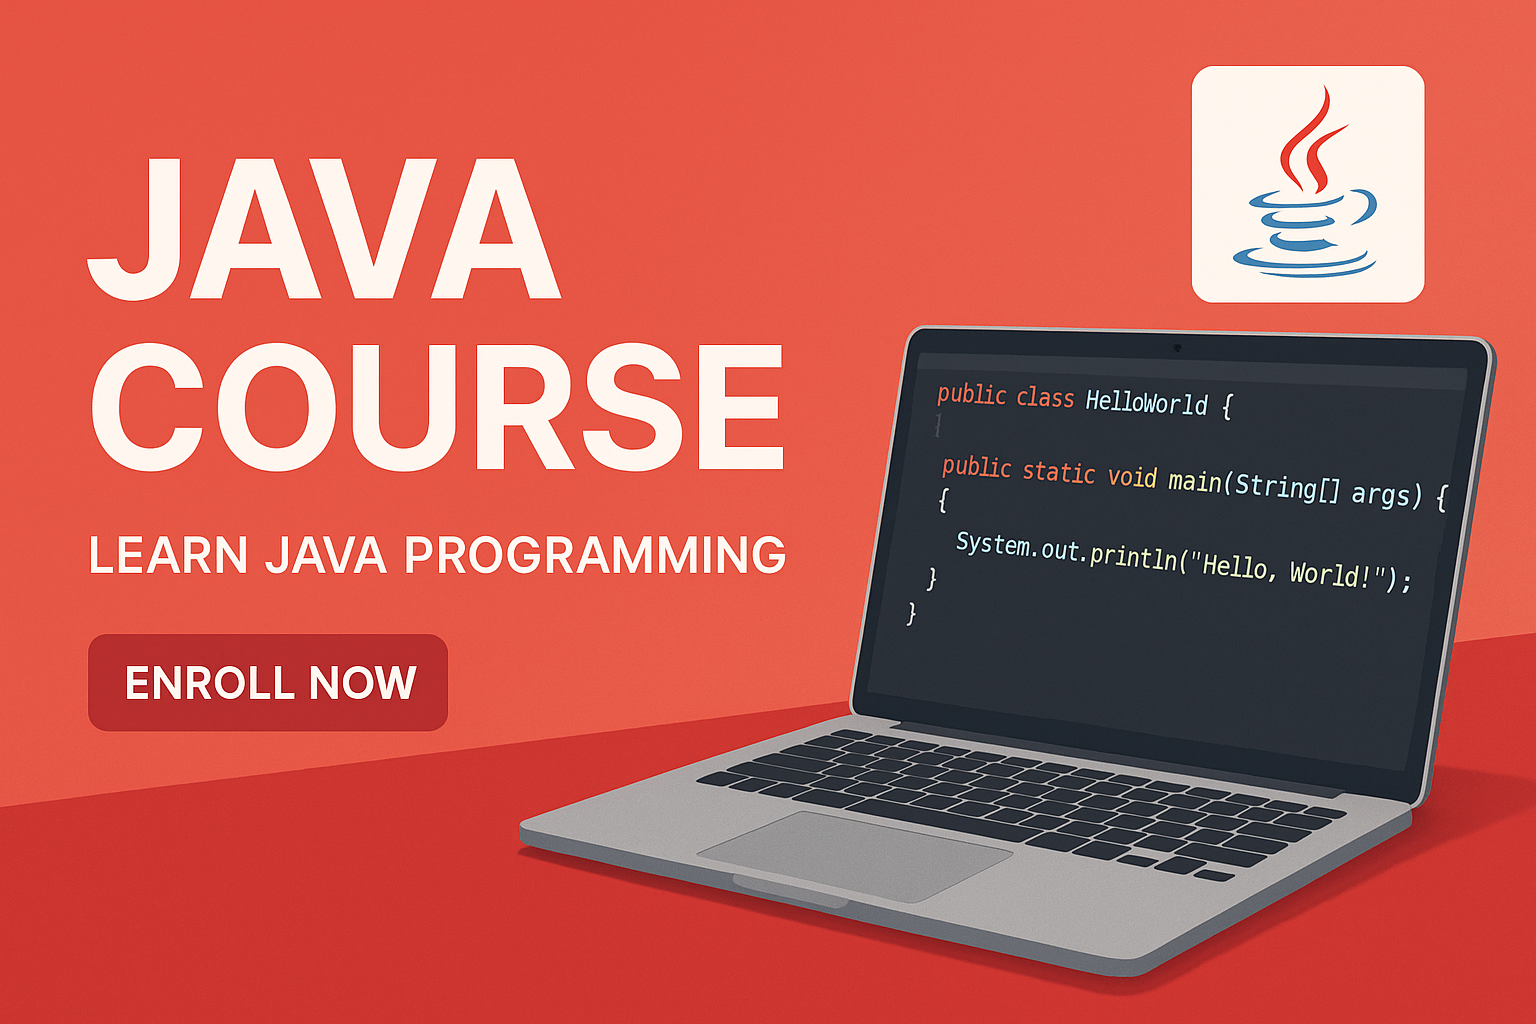 JAVA
COURSE
LEARN JAVA PROGRAMMING
ENROLL NOW
public class HelloWorld {
public static void main(String[] args) {
{
System.out.println("Hello, World!");
}
}